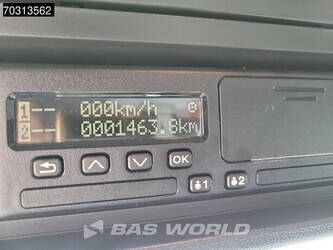 70313562
1 -- 000km/h
2 -- 0001463.8km
OK
1 2
BAS WORLD